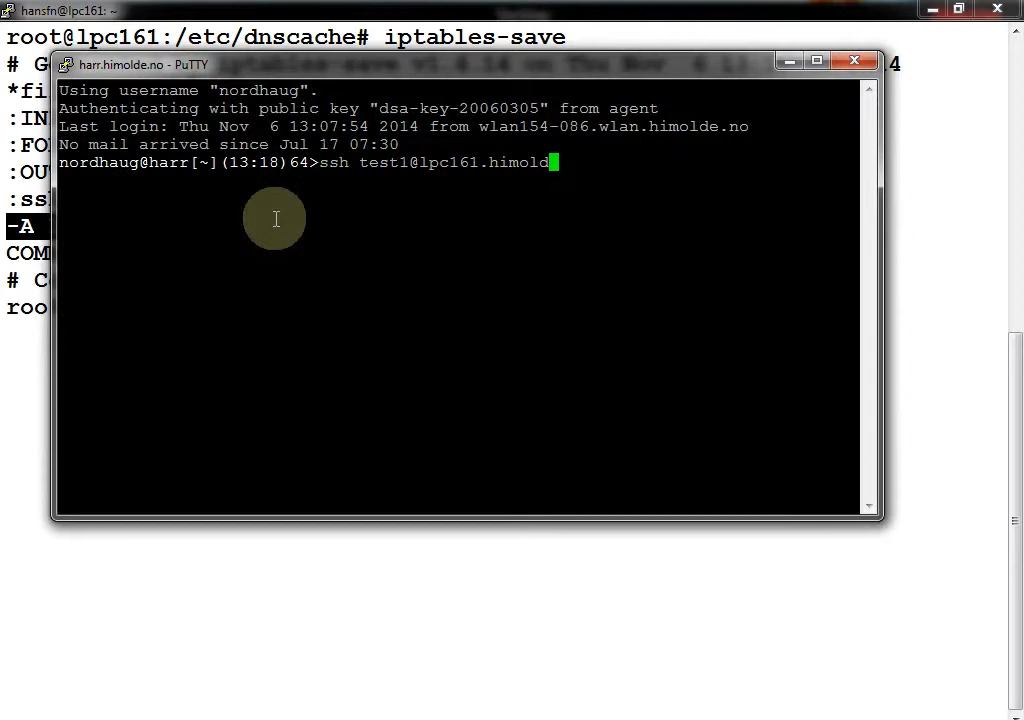 hansfn@lpc161: ~
root@lpc161:/etc/dnscache# iptables-save
harr.himolde.no - PuTTY
# G
4
*fi
:IN
:FO
:OU
:ss
-A
COM
# C
roo
Using username "nordhaug".
Authenticating with public key "dsa-key-20060305" from agent
Last login: Thu Nov  6 13:07:54 2014 from wlan154-086.wlan.himolde.no
No mail arrived since Jul 17 07:30
nordhaug@harr[~](13:18)64>ssh test1@lpc161.himold